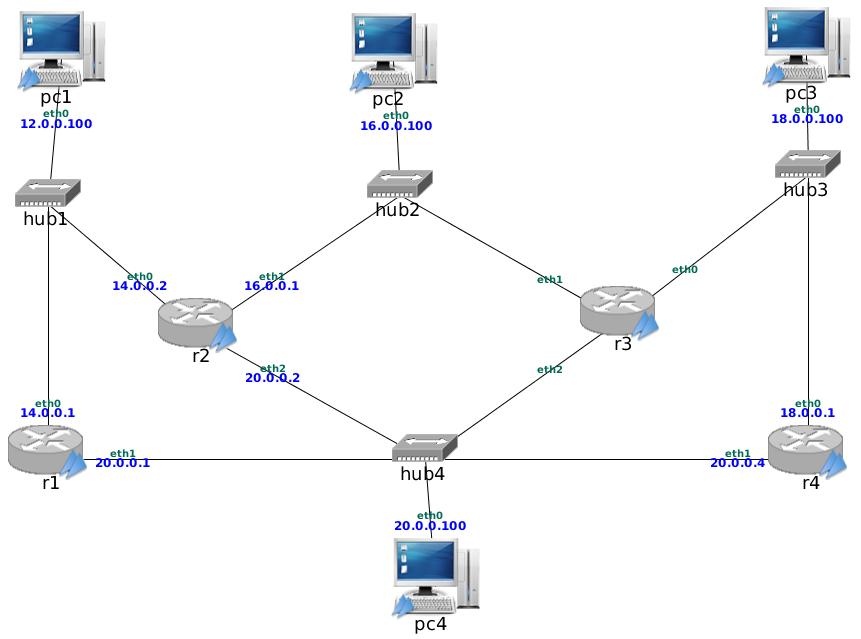 pc1
eth0
12.0.0.100
pc2
eth0
16.0.0.100
pc3
eth0
18.0.0.100
hub1
hub2
hub3
eth0
14.0.0.2
eth1
16.0.0.1
r2
eth2
20.0.0.2
eth1
eth0
r3
eth2
eth0
14.0.0.1
r1
eth1
20.0.0.1
hub4
eth0
18.0.0.1
eth1
20.0.0.4
r4
eth0
20.0.0.100
pc4